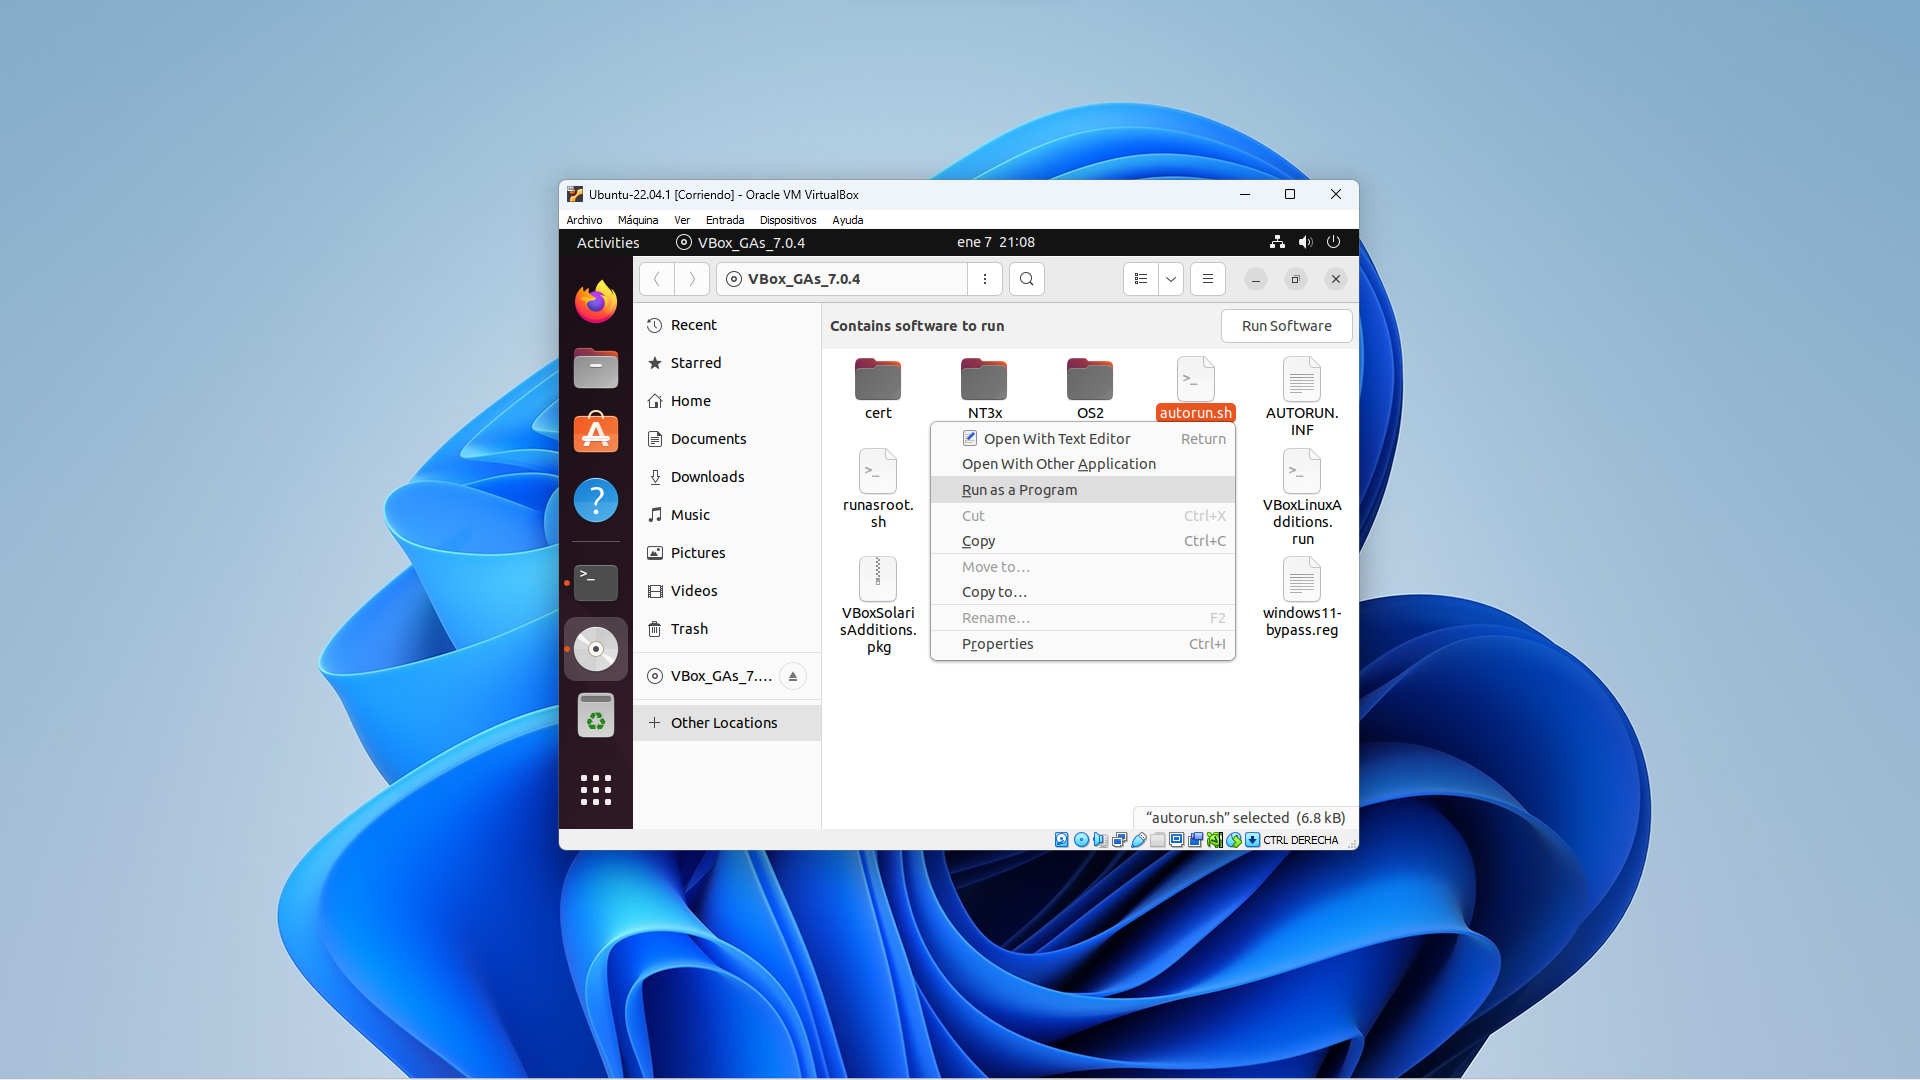 Ubuntu-22.04.1 [Corriendo] - Oracle VM VirtualBox
Archivo Máquina Ver Entrada Dispositivos Ayuda
Activities VBox_GAs_7.0.4 ene 7 21:08
VBox_GAs_7.0.4
Recent
Starred
Home
Documents
Downloads
Music
Pictures
Videos
Trash
VBox_GAs_7....
+ Other Locations
Contains software to run Run Software
cert NT3x OS2 autorun.sh AUTORUN.
INF
runasroot.
sh
VBoxLinuxA
dditions.
run
VBoxSolari
sAdditions.
pkg
windows11-
bypass.reg
Open With Text Editor Return
Open With Other Application
Run as a Program
Cut Ctrl+X
Copy Ctrl+C
Move to…
Copy to…
Rename… F2
Properties Ctrl+I
“autorun.sh” selected (6.8 kB)
CTRL DERECHA